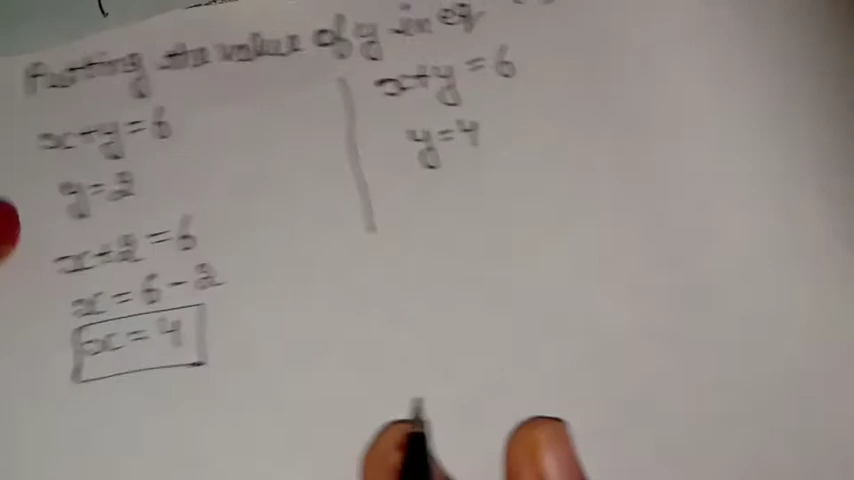 Putting the value of y in eq
x+y=6
y=2
x+2=6
x=6-2
x=4
x+y=6
y=4